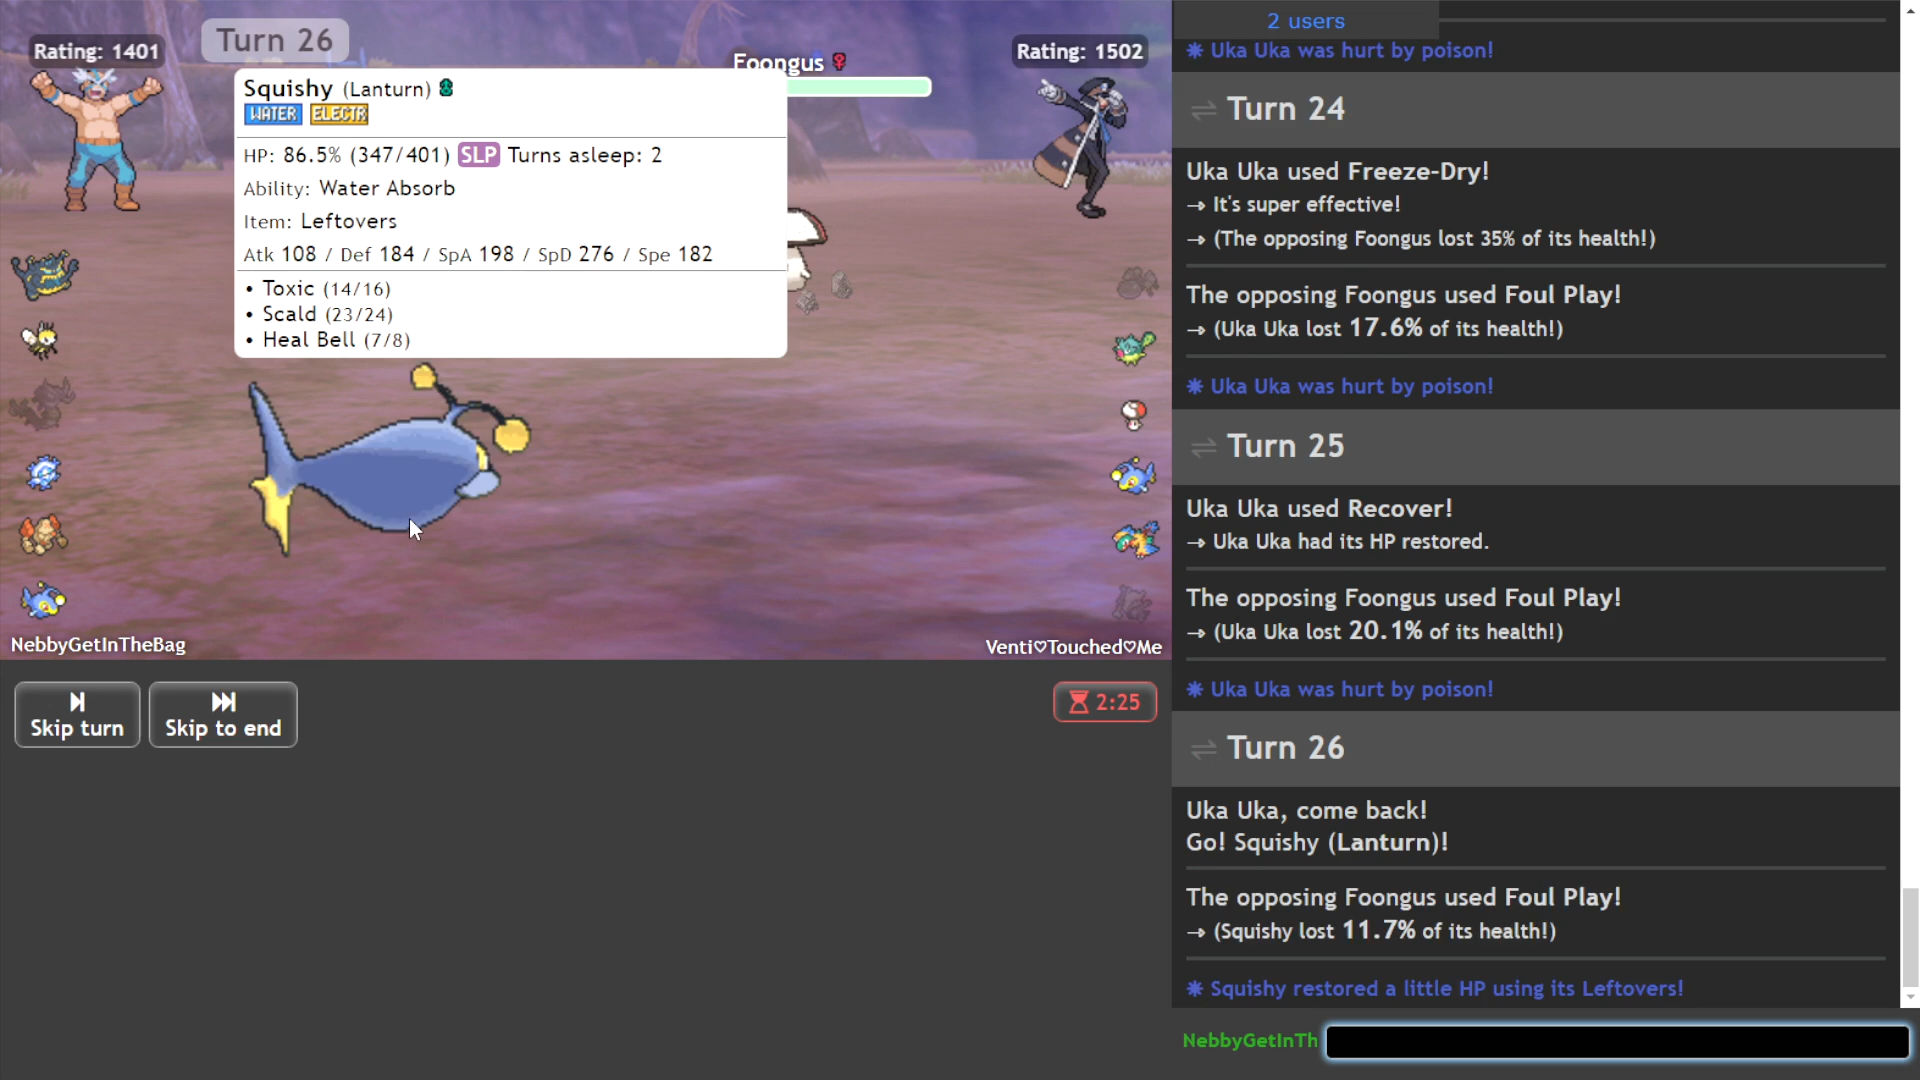 Rating: 1401
Turn 26
Foongus
Rating: 1502
Squishy (Lanturn)
WATER ELECTR
HP: 86.5% (347/401) SLP Turns asleep: 2
Ability: Water Absorb
Item: Leftovers
Atk 108 / Def 184 / SpA 198 / SpD 276 / Spe 182
• Toxic (14/16)
• Scald (23/24)
• Heal Bell (7/8)
NebbyGetInTheBag
Venti♡Touched♡Me
Skip turn
Skip to end
2:25
2 users
Uka Uka was hurt by poison!
Turn 24
Uka Uka used Freeze-Dry!
→ It's super effective!
→ (The opposing Foongus lost 35% of its health!)
The opposing Foongus used Foul Play!
→ (Uka Uka lost 17.6% of its health!)
Uka Uka was hurt by poison!
Turn 25
Uka Uka used Recover!
→ Uka Uka had its HP restored.
The opposing Foongus used Foul Play!
→ (Uka Uka lost 20.1% of its health!)
Uka Uka was hurt by poison!
Turn 26
Uka Uka, come back!
Go! Squishy (Lanturn)!
The opposing Foongus used Foul Play!
→ (Squishy lost 11.7% of its health!)
Squishy restored a little HP using its Leftovers!
NebbyGetInTh